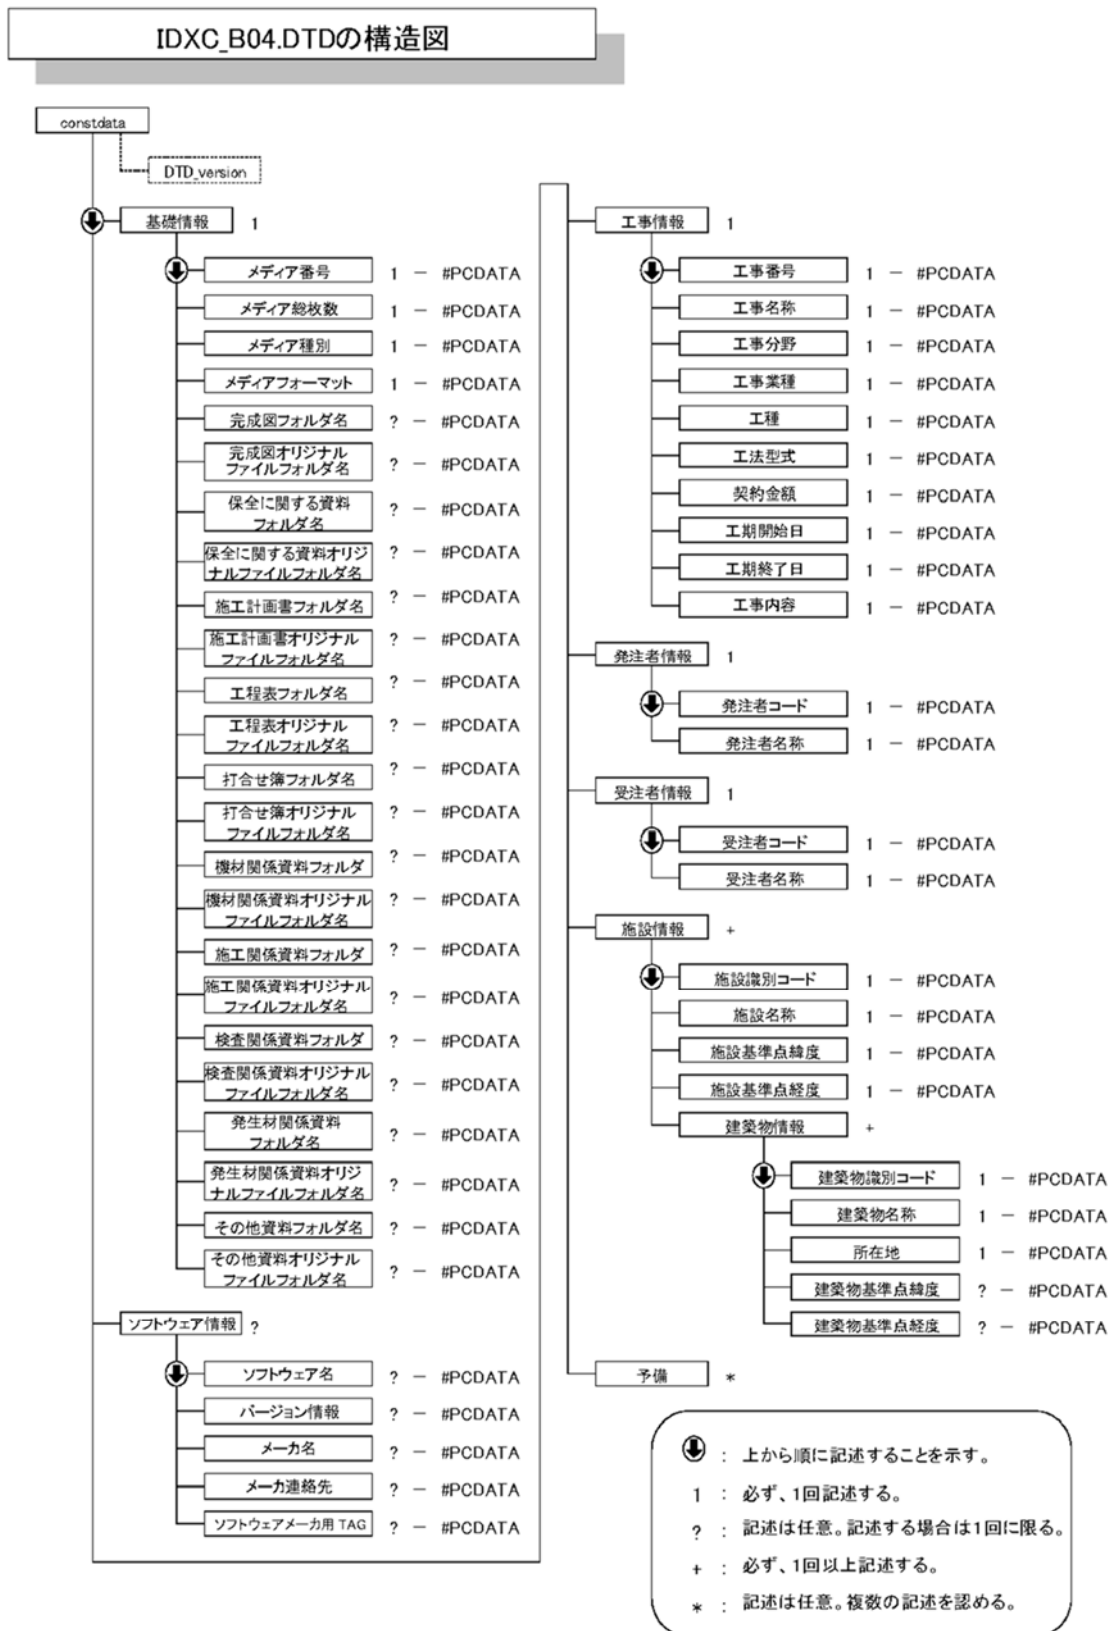 IDXC_B04.DTDの構造図
constdata
DTD_version
基礎情報 1
メディア番号 1 − #PCDATA
メディア総枚数 1 − #PCDATA
メディア種別 1 − #PCDATA
メディアフォーマット 1 − #PCDATA
完成図フォルダ名 ? − #PCDATA
完成図オリジナル
ファイルフォルダ名 ? − #PCDATA
保全に関する資料
フォルダ名 ? − #PCDATA
保全に関する資料オリジ
ナルファイルフォルダ名 ? − #PCDATA
施工計画書フォルダ名 ? − #PCDATA
施工計画書オリジナル
ファイルフォルダ名 ? − #PCDATA
工程表フォルダ名 ? − #PCDATA
工程表オリジナル
ファイルフォルダ名 ? − #PCDATA
打合せ簿フォルダ名 ? − #PCDATA
打合せ簿オリジナル
ファイルフォルダ名 ? − #PCDATA
機材関係資料フォルダ ? − #PCDATA
機材関係資料オリジナル
ファイルフォルダ名 ? − #PCDATA
施工関係資料フォルダ ? − #PCDATA
施工関係資料オリジナル
ファイルフォルダ名 ? − #PCDATA
検査関係資料フォルダ ? − #PCDATA
検査関係資料オリジナル
ファイルフォルダ名 ? − #PCDATA
発生材関係資料
フォルダ名 ? − #PCDATA
発生材関係資料オリジ
ナルファイルフォルダ名 ? − #PCDATA
その他資料フォルダ名 ? − #PCDATA
その他資料オリジナル
ファイルフォルダ名 ? − #PCDATA
ソフトウェア情報 ?
ソフトウェア名 ? − #PCDATA
バージョン情報 ? − #PCDATA
メーカ名 ? − #PCDATA
メーカ連絡先 ? − #PCDATA
ソフトウェアメーカ用 TAG ? − #PCDATA
工事情報 1
工事番号 1 − #PCDATA
工事名称 1 − #PCDATA
工事分野 1 − #PCDATA
工事業種 1 − #PCDATA
工種 1 − #PCDATA
工法型式 1 − #PCDATA
契約金額 1 − #PCDATA
工期開始日 1 − #PCDATA
工期終了日 1 − #PCDATA
工事内容 1 − #PCDATA
発注者情報 1
発注者コード 1 − #PCDATA
発注者名称 1 − #PCDATA
受注者情報 1
受注者コード 1 − #PCDATA
受注者名称 1 − #PCDATA
施設情報 +
施設識別コード 1 − #PCDATA
施設名称 1 − #PCDATA
施設基準点緯度 1 − #PCDATA
施設基準点経度 1 − #PCDATA
建築物情報 +
建築物識別コード 1 − #PCDATA
建築物名称 1 − #PCDATA
所在地 1 − #PCDATA
建築物基準点緯度 ? − #PCDATA
建築物基準点経度 ? − #PCDATA
予備 *
: 上から順に記述することを示す。
1 : 必ず、1回記述する。
? : 記述は任意。記述する場合は1回に限る。
+ : 必ず、1回以上記述する。
* : 記述は任意。複数の記述を認める。